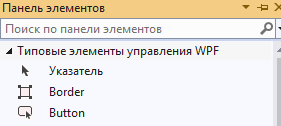 Панель элементов
Поиск по панели элементов
Типовые элементы управления WPF
Указатель
Border
Button